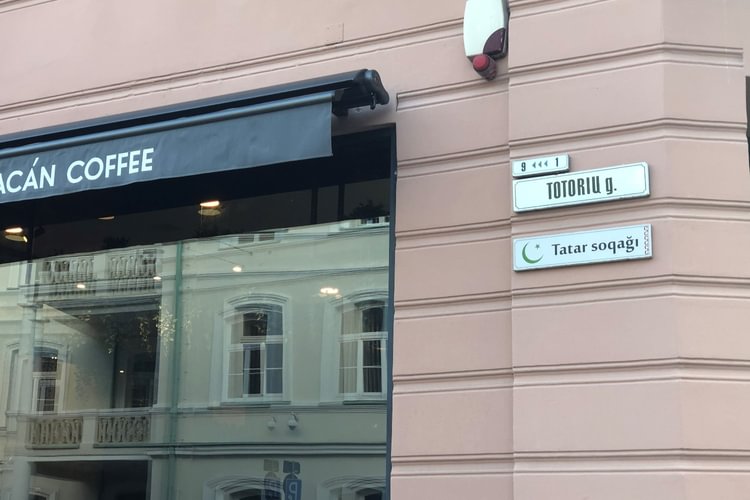 ACÁN COFFEE
9 ‹‹‹ 1
TOTORIŲ g.
Tatar soqağı